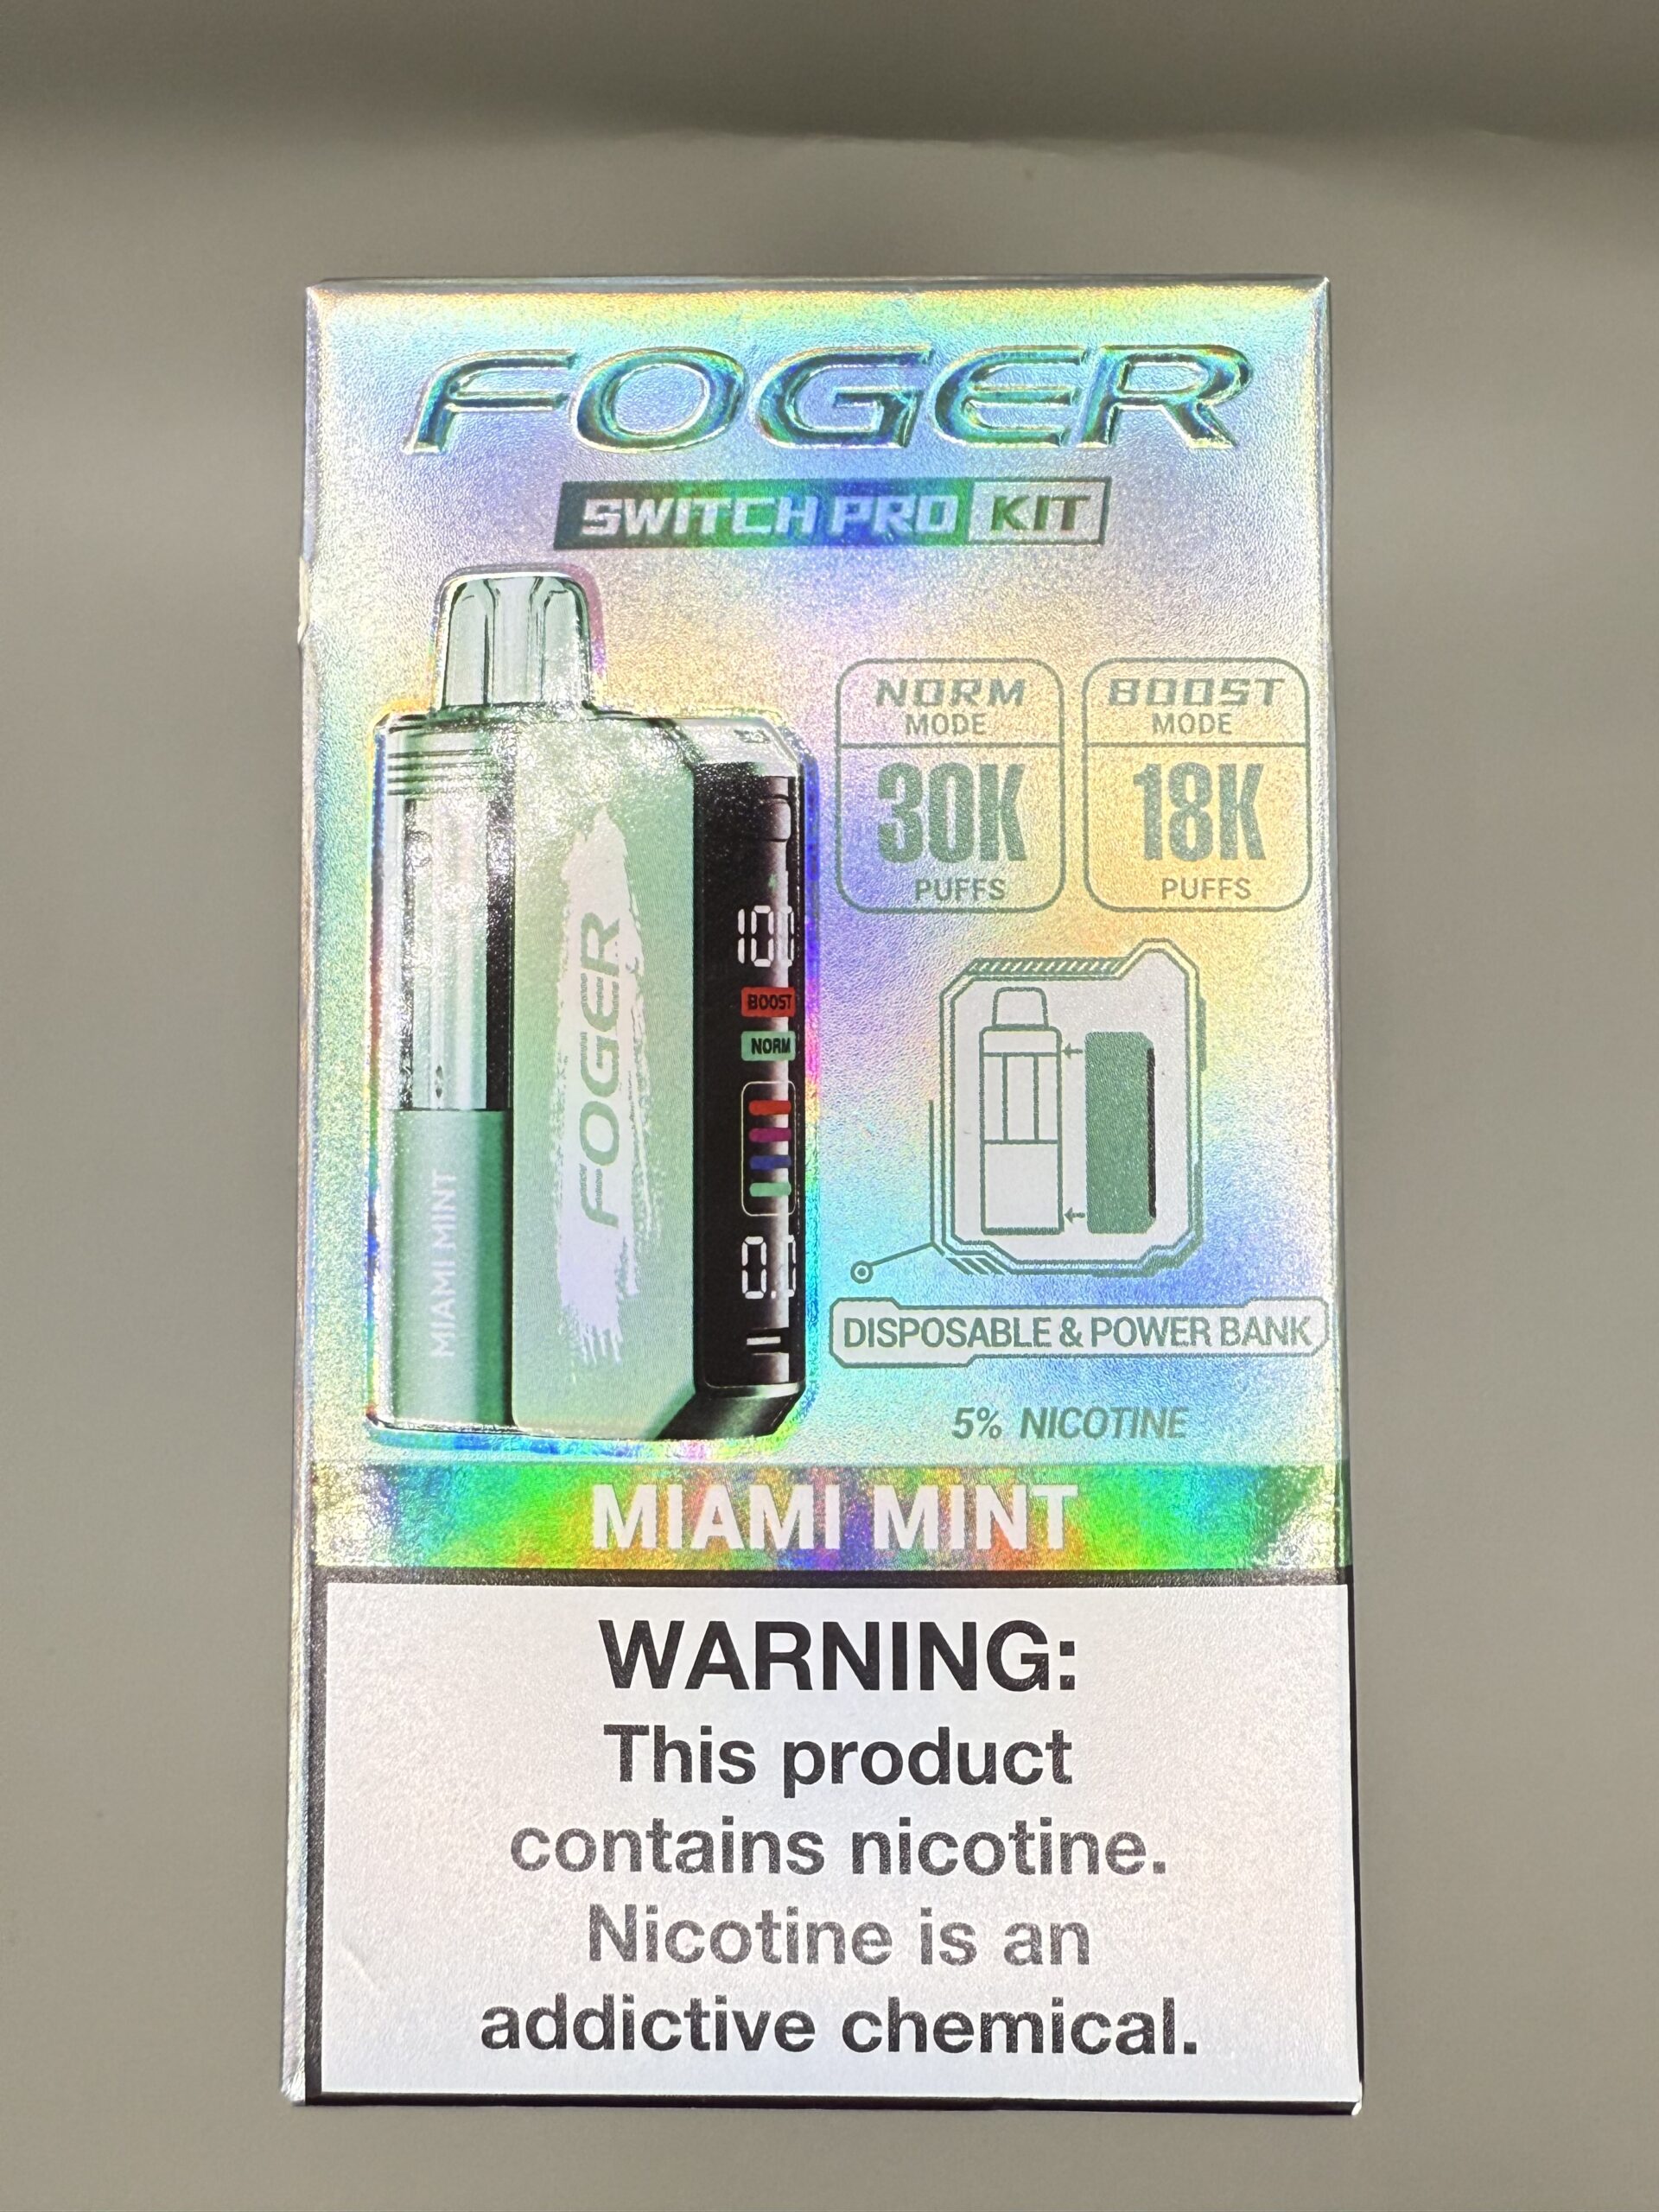 FOGER
SWITCH PRO KIT
NORM
MODE
30K
PUFFS
BOOST
MODE
18K
PUFFS
FOGER
MIAMI MINT
BOOST
NORM
DISPOSABLE & POWER BANK
5% NICOTINE
MIAMI MINT
WARNING:
This product
contains nicotine.
Nicotine is an
addictive chemical.